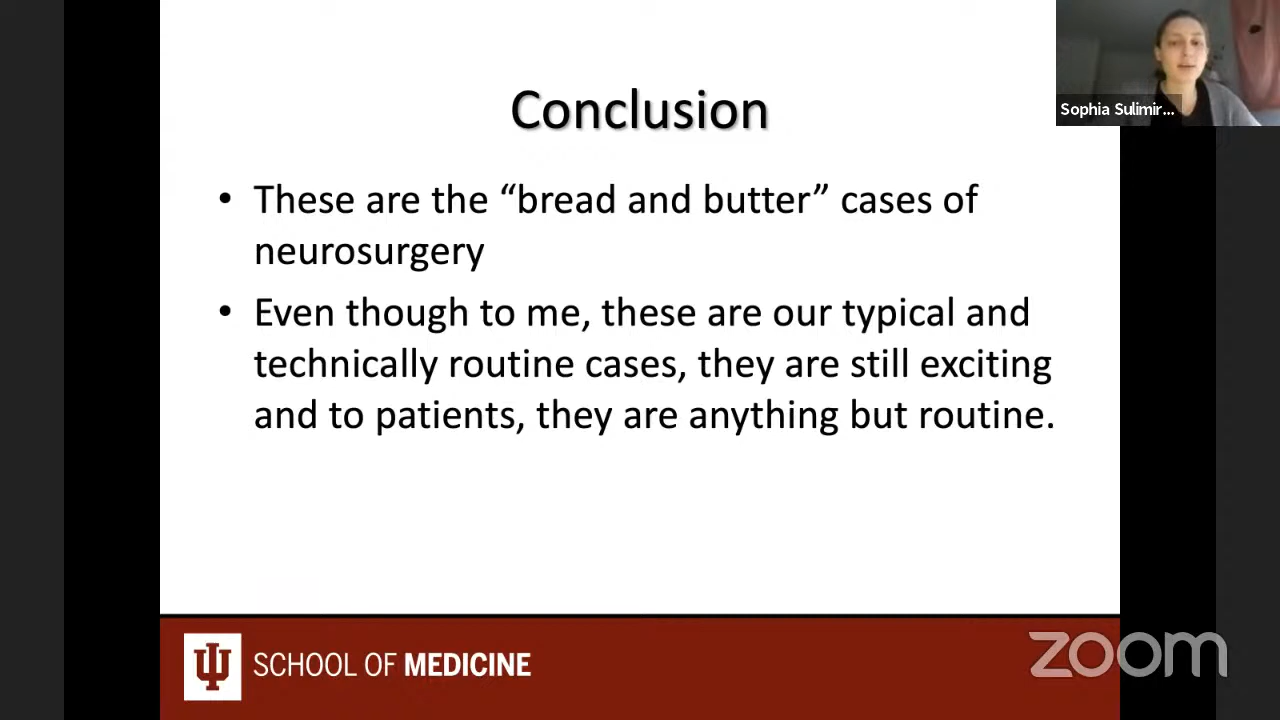 Conclusion
• These are the “bread and butter” cases of
neurosurgery
• Even though to me, these are our typical and
technically routine cases, they are still exciting
and to patients, they are anything but routine.
Sophia Sulimir...
SCHOOL OF MEDICINE
zoom